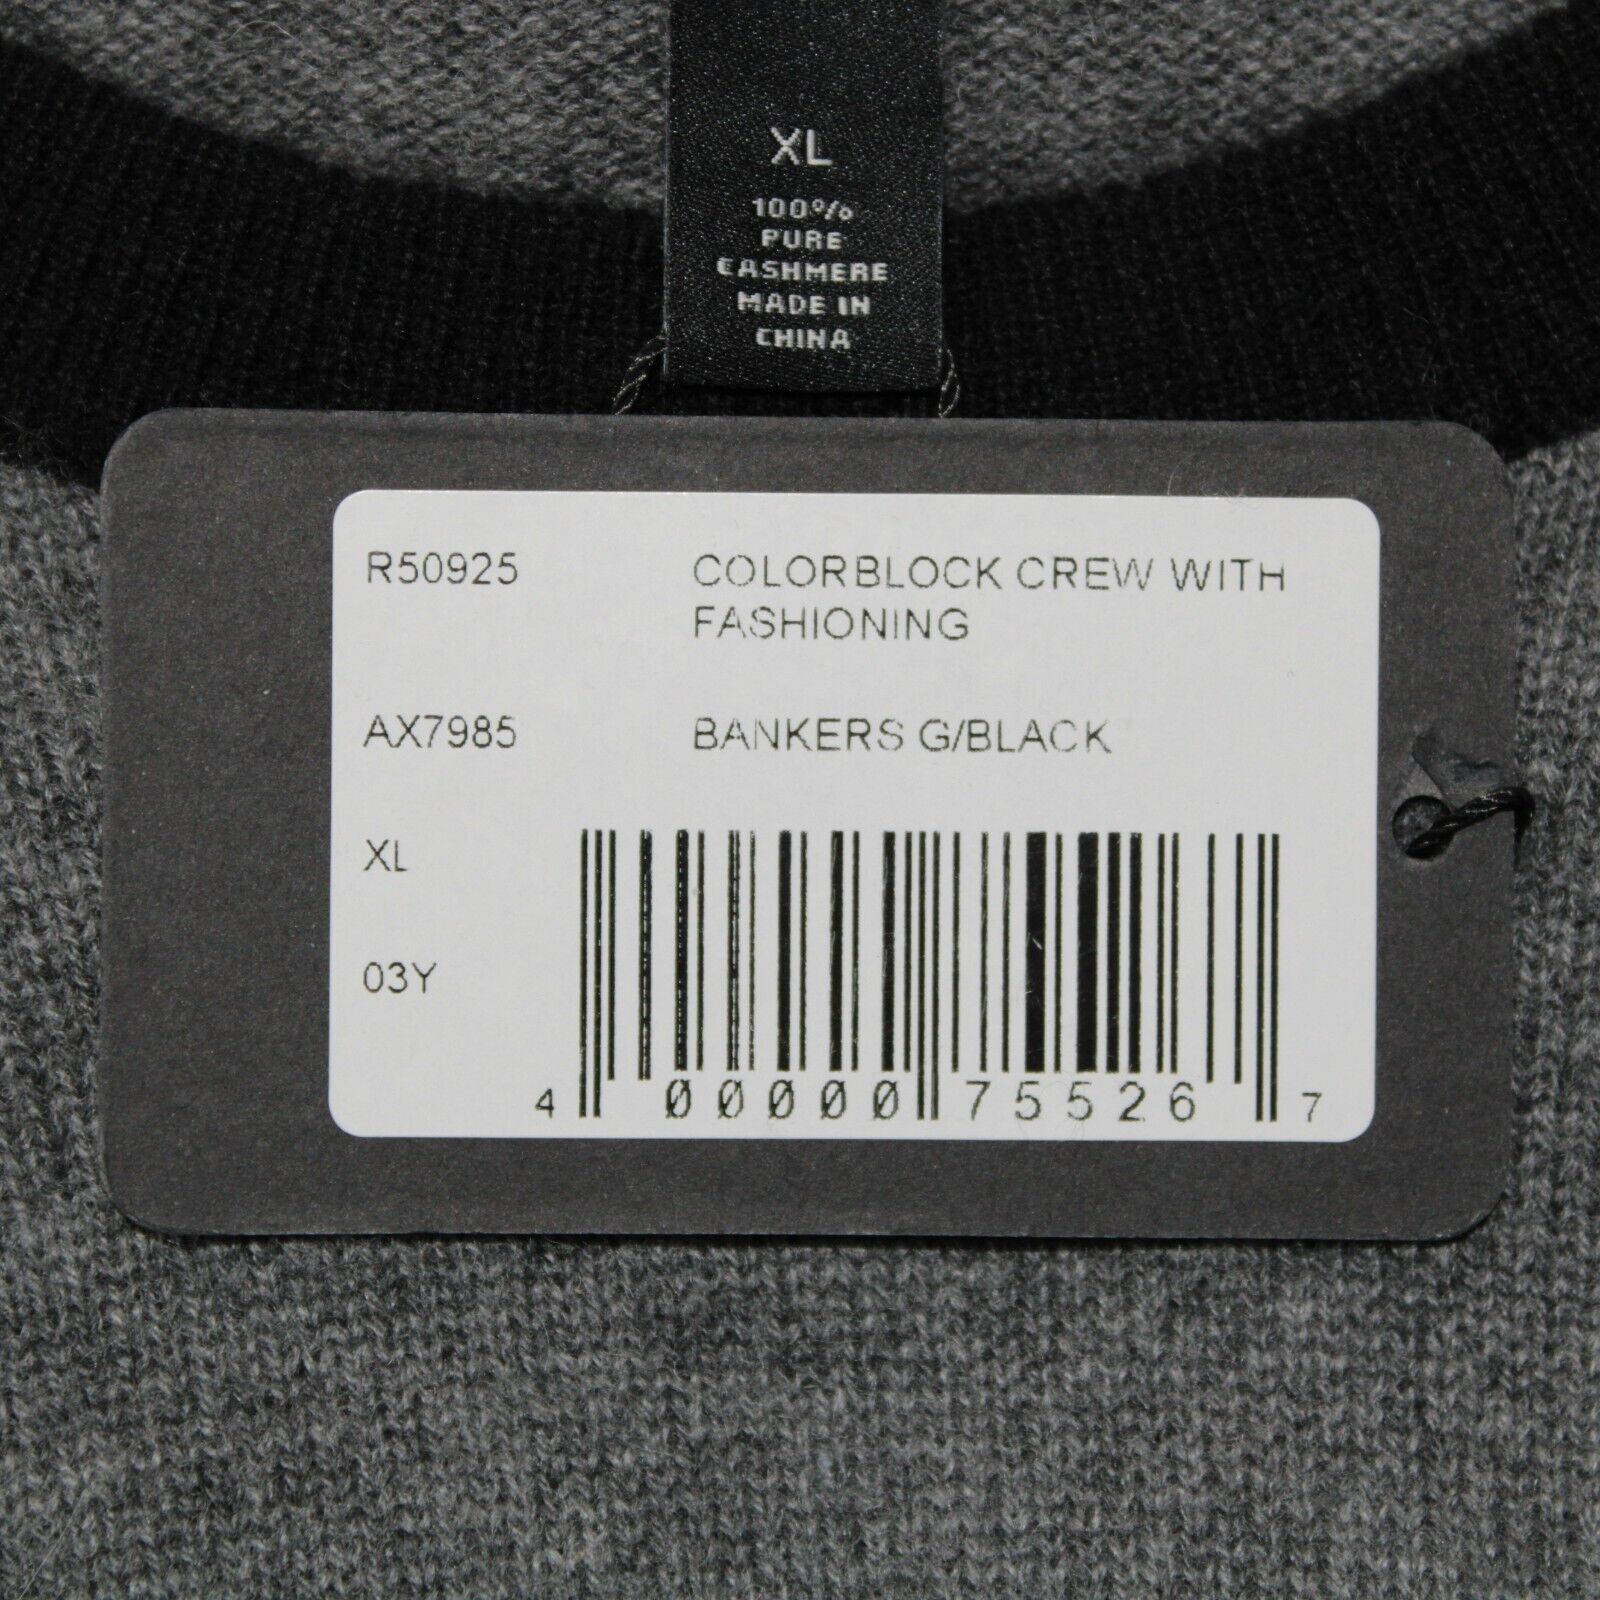 XL
100%
PURE
CASHMERE
MADE IN
CHINA
R50925
COLORBLOCK CREW WITH
FASHIONING
AX7985
BANKERS G/BLACK
XL
03Y
4 00000 75526 7